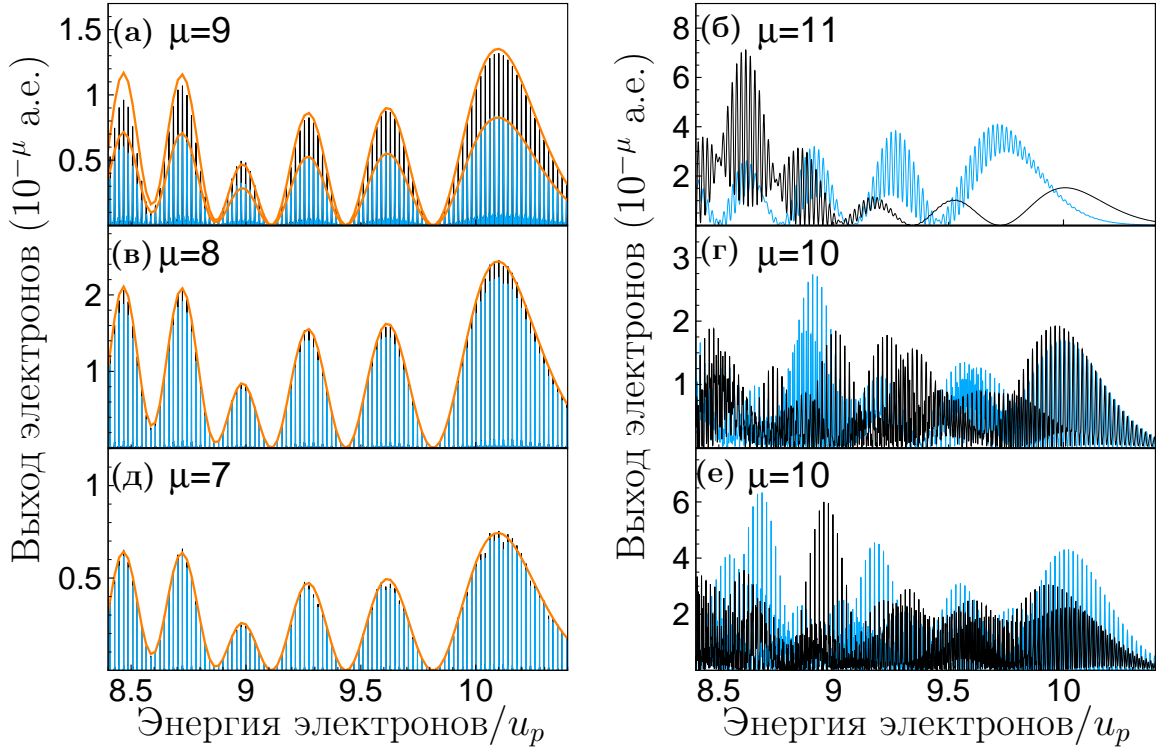 Выход электронов (10^{-μ} а.е.)
(а) μ=9
1.5
1
0.5
(в) μ=8
2
1
(д) μ=7
1
0.5
8.5 9 9.5 10
Энергия электронов/u_p
Выход электронов (10^{-μ} а.е.)
(б) μ=11
8
6
4
2
(г) μ=10
3
2
1
(е) μ=10
6
4
2
8.5 9 9.5 10
Энергия электронов/u_p